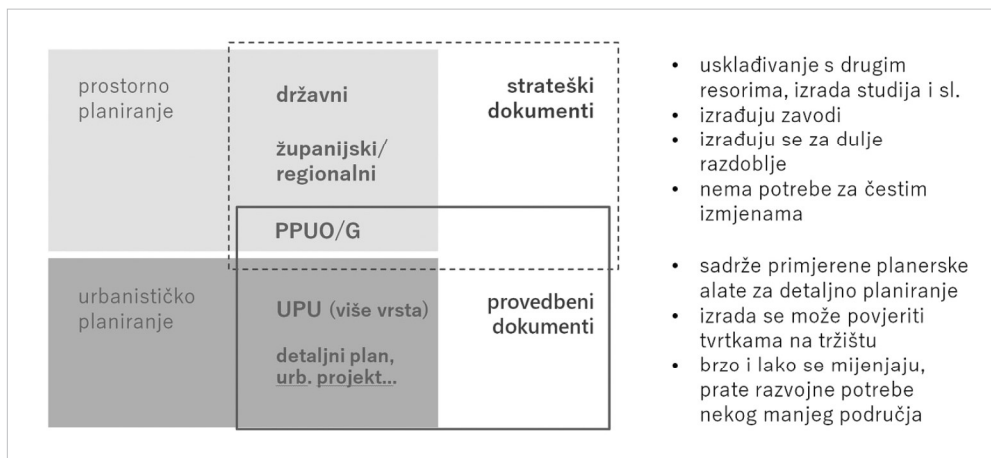 prostorno
planiranje
državni
županijski/
regionalni
PPUO/G
strateški
dokumenti
• usklađivanje s drugim
resorima, izrada studija i sl.
• izrađuju zavodi
• izrađuju se za dulje
razdoblje
• nema potrebe za čestim
izmjenama
urbanističko
planiranje
UPU (više vrsta)
detaljni plan,
urb. projekt...
provedbeni
dokumenti
• sadrže primjerene planerske
alate za detaljno planiranje
• izrada se može povjeriti
tvrtkama na tržištu
• brzo i lako se mijenjaju,
prate razvojne potrebe
nekog manjeg područja